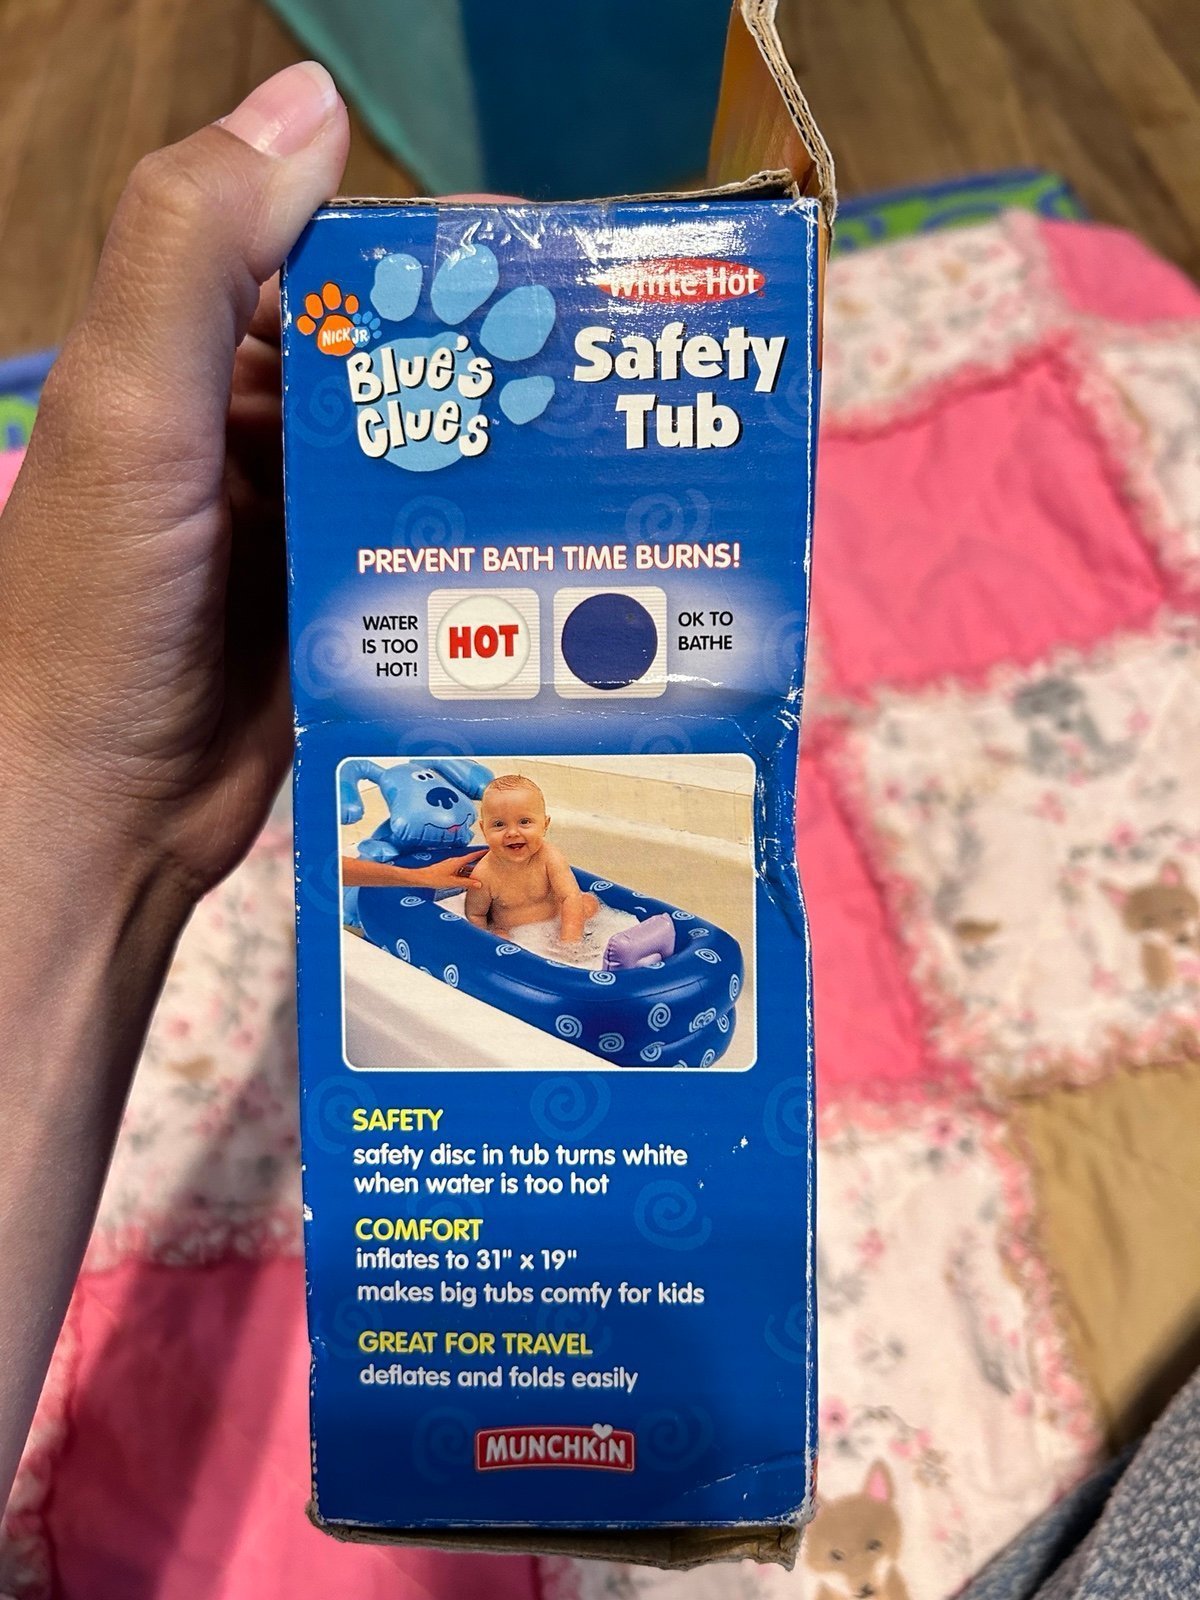 White Hot
NICK JR
Blue's
Clues
Safety
Tub
PREVENT BATH TIME BURNS!
WATER
IS TOO
HOT!
HOT
OK TO
BATHE
SAFETY
safety disc in tub turns white
when water is too hot
COMFORT
inflates to 31" x 19"
makes big tubs comfy for kids
GREAT FOR TRAVEL
deflates and folds easily
MUNCHKIN